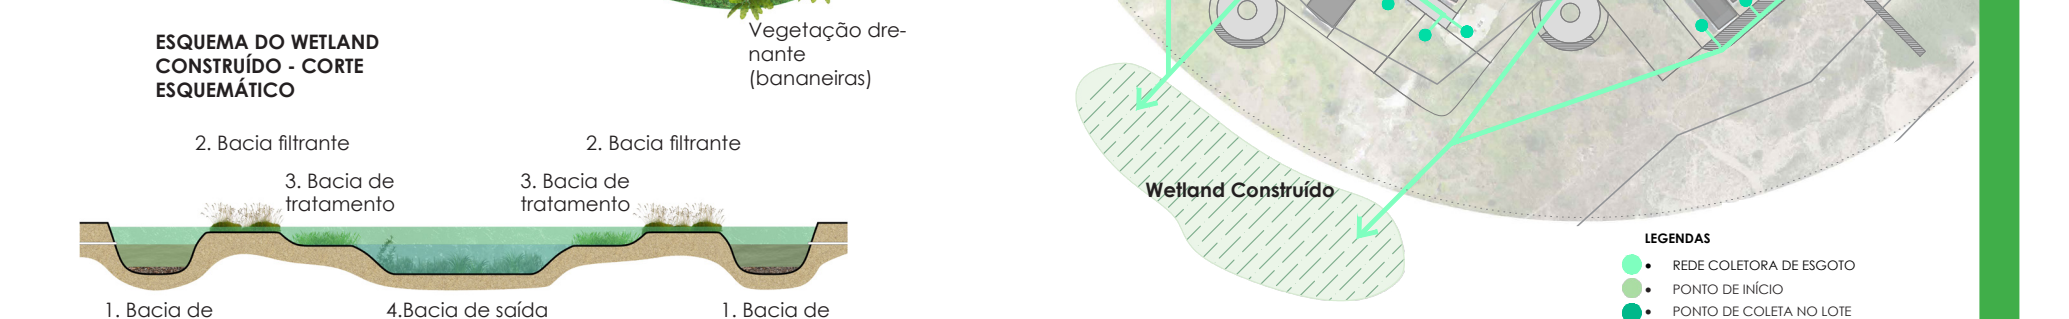 Vegetação dre-
nante
(bananeiras)
ESQUEMA DO WETLAND
CONSTRUÍDO - CORTE
ESQUEMÁTICO
2. Bacia filtrante
2. Bacia filtrante
3. Bacia de
tratamento
3. Bacia de
tratamento
1. Bacia de
4.Bacia de saída
1. Bacia de
Wetland Construído
LEGENDAS
• REDE COLETORA DE ESGOTO
• PONTO DE INÍCIO
• PONTO DE COLETA NO LOTE